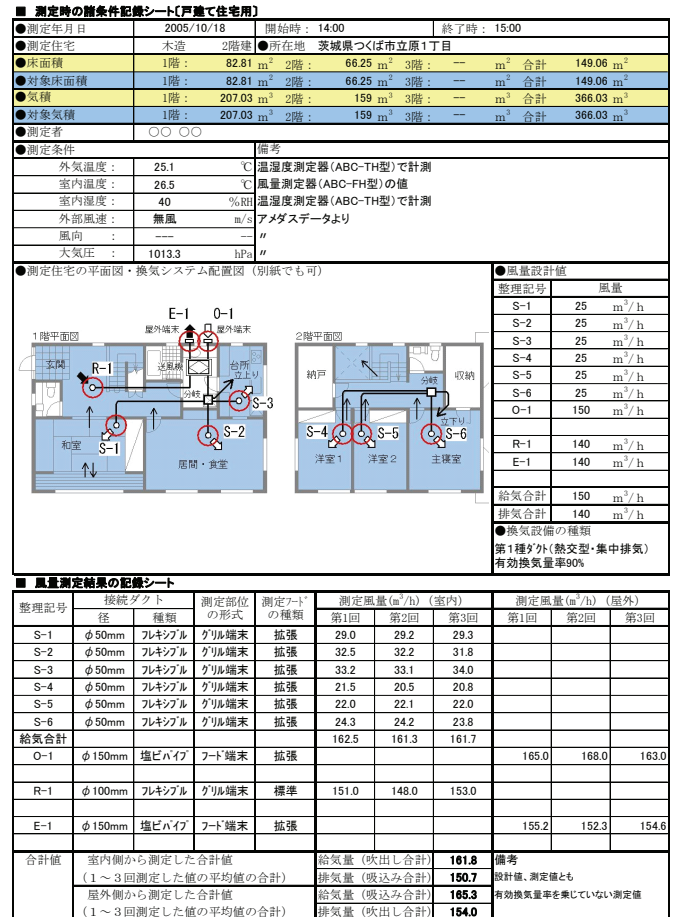 ■ 測定時の諸条件記録シート〔戸建て住宅用〕
●測定年月日 2005/10/18 開始時： 14:00 終了時： 15:00
●測定住宅 木造 2階建 ●所在地 茨城県つくば市立原1丁目
●床面積 1階： 82.81 m² 2階： 66.25 m² 3階： -- m² 合計 149.06 m²
●対象床面積 1階： 82.81 m² 2階： 66.25 m² 3階： -- m² 合計 149.06 m²
●気積 1階： 207.03 m³ 2階： 159 m³ 3階： -- m³ 合計 366.03 m³
●対象気積 1階： 207.03 m³ 2階： 159 m³ 3階： -- m³ 合計 366.03 m³
●測定者 ○○ ○○
●測定条件 備考
外気温度： 25.1 ℃ 温湿度測定器(ABC-TH型)で計測
室内温度： 26.5 ℃ 風量測定器(ABC-FH型)の値
室内湿度： 40 %RH 温湿度測定器(ABC-TH型)で計測
外部風速： 無風 m/s アメダスデータより
風向 ： --- -- 〃
大気圧 ： 1013.3 hPa 〃
●測定住宅の平面図・換気システム配置図（別紙でも可）
E-1 O-1
屋外端末 屋外端末
1階平面図
玄関 R-1 送風機 台所 立上り
分岐 S-3
和室 S-1 S-2
居間・食堂
2階平面図
納戸 分岐 収納
立下り
S-4 S-5 S-6
洋室1 洋室2 主寝室
●風量設計値
整理記号 風量
S-1 25 m³/h
S-2 25 m³/h
S-3 25 m³/h
S-4 25 m³/h
S-5 25 m³/h
S-6 25 m³/h
O-1 150 m³/h
R-1 140 m³/h
E-1 140 m³/h
給気合計 150 m³/h
排気合計 140 m³/h
●換気設備の種類
第1種ダクト(熱交型・集中排気)
有効換気量率90%
■ 風量測定結果の記録シート
整理記号 接続ダクト 測定部位の形式 測定フードの種類 測定風量(m³/h)（室内） 測定風量(m³/h)（屋外）
径 種類 第1回 第2回 第3回 第1回 第2回 第3回
S-1 φ50mm フレキシブル グリル端末 拡張 29.0 29.2 29.3
S-2 φ50mm フレキシブル グリル端末 拡張 32.5 32.2 31.8
S-3 φ50mm フレキシブル グリル端末 拡張 33.2 33.1 34.0
S-4 φ50mm フレキシブル グリル端末 拡張 21.5 20.5 20.8
S-5 φ50mm フレキシブル グリル端末 拡張 22.0 22.1 22.0
S-6 φ50mm フレキシブル グリル端末 拡張 24.3 24.2 23.8
給気合計 162.5 161.3 161.7
O-1 φ150mm 塩ビパイプ フード端末 拡張 165.0 168.0 163.0
R-1 φ100mm フレキシブル グリル端末 標準 151.0 148.0 153.0
E-1 φ150mm 塩ビパイプ フード端末 拡張 155.2 152.3 154.6
合計値 室内側から測定した合計値 給気量（吹出し合計） 161.8 備考
（1～3回測定した値の平均値の合計） 排気量（吸込み合計） 150.7 設計値、測定値とも
屋外側から測定した合計値 給気量（吸込み合計） 165.3 有効換気量率を乗じていない測定値
（1～3回測定した値の平均値の合計） 排気量（吹出し合計） 154.0